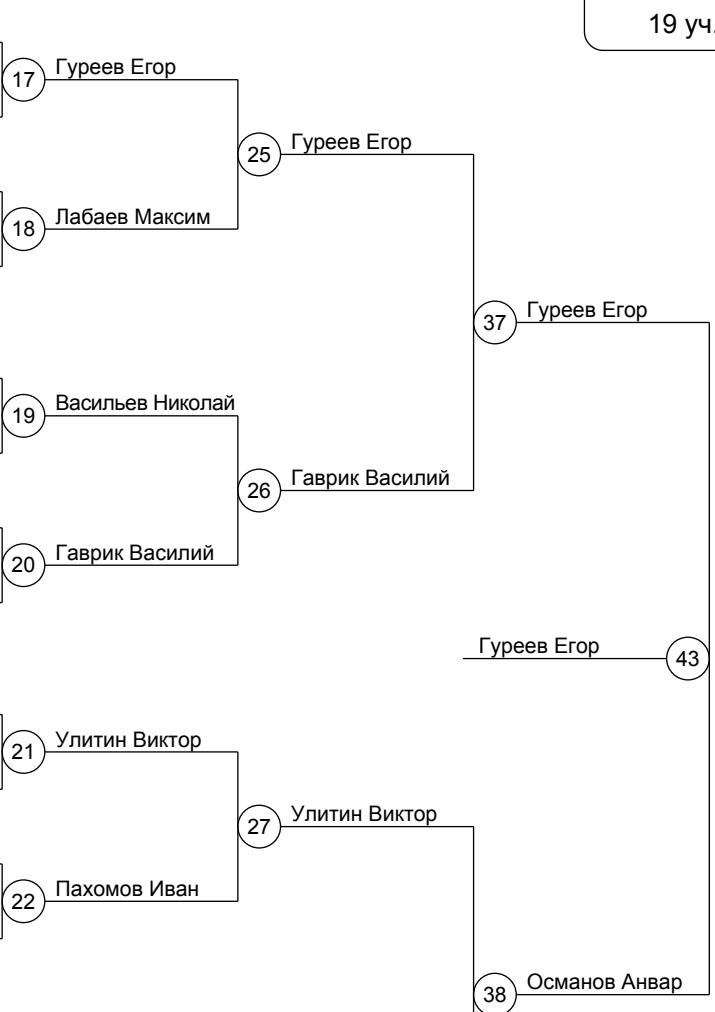 19 уч.
17 Гуреев Егор
25 Гуреев Егор
18 Лабаев Максим
37 Гуреев Егор
19 Васильев Николай
26 Гаврик Василий
20 Гаврик Василий
Гуреев Егор 43
21 Улитин Виктор
27 Улитин Виктор
22 Пахомов Иван
38 Османов Анвар